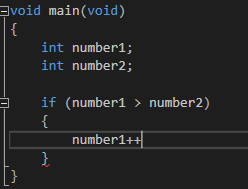 void main(void)
{
    int number1;
    int number2;

    if (number1 > number2)
    {
        number1++
    }
}